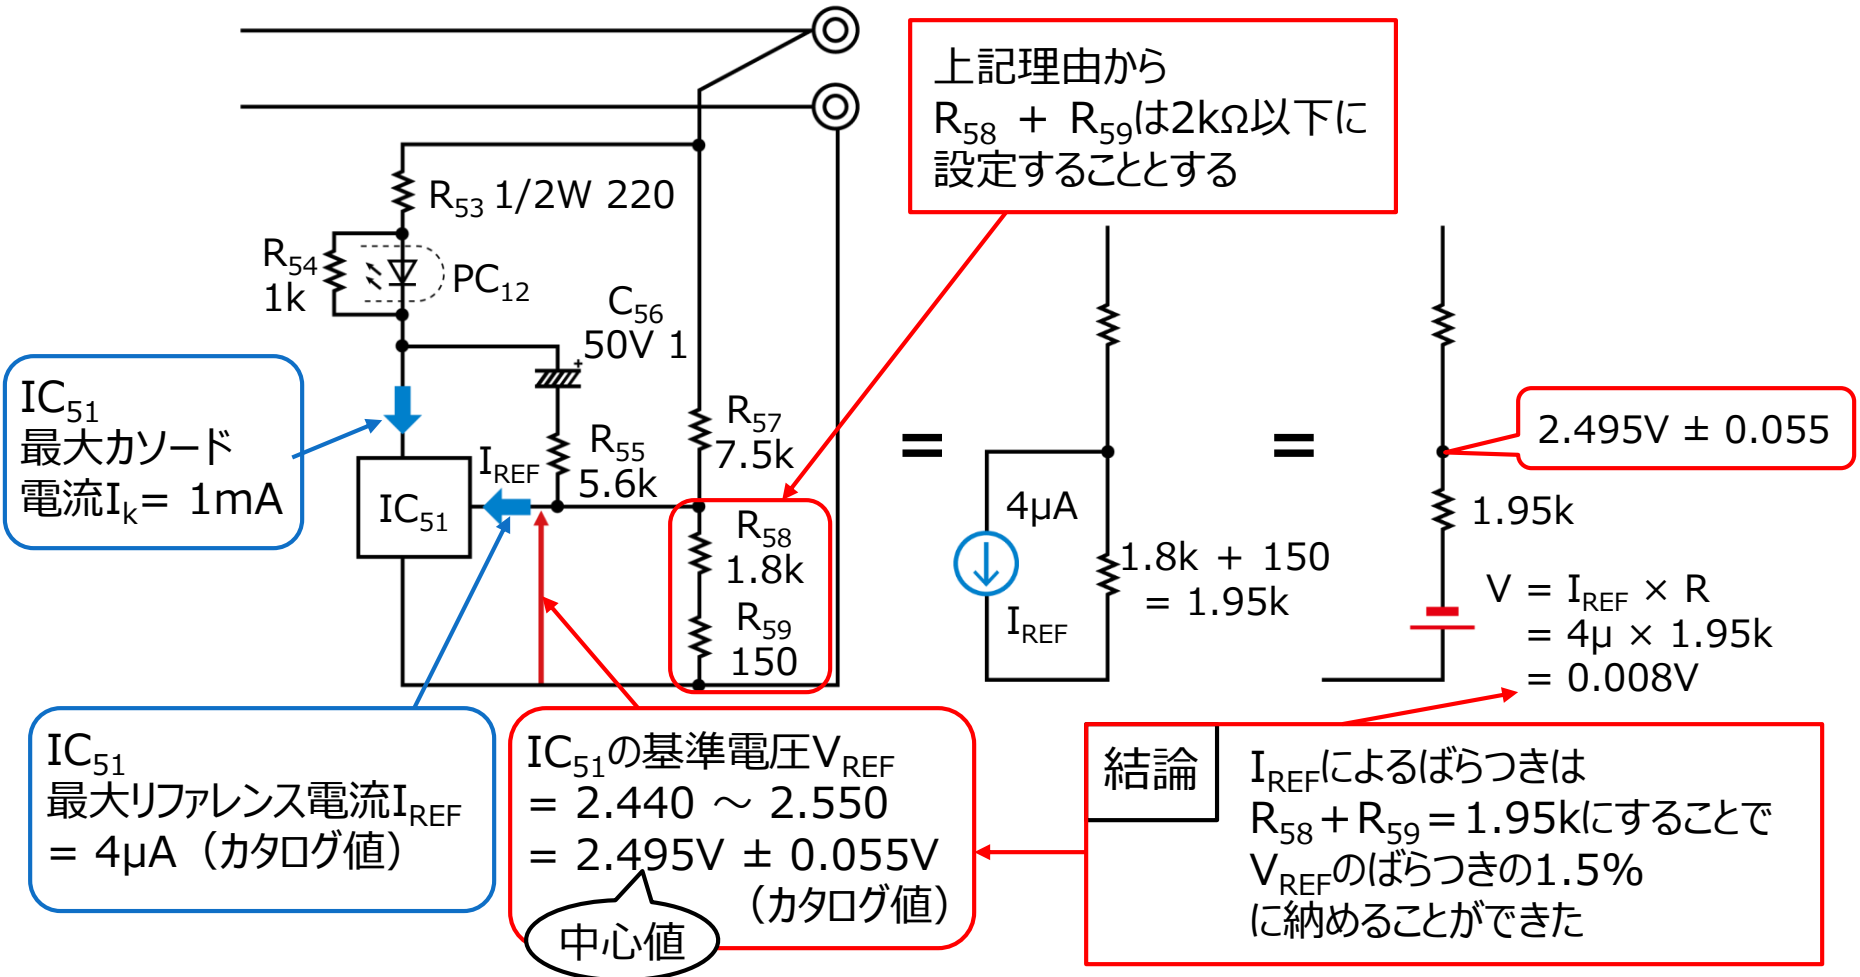 上記理由から
R58 + R59は2kΩ以下に
設定することとする
R53 1/2W 220
R54
1k
PC12
C56
50V 1
+
IC51
最大カソード
電流Ik= 1mA
IREF
R55
5.6k
R57
7.5k
IC51
R58
1.8k
R59
150
=
4μA
IREF
1.8k + 150
= 1.95k
=
2.495V ± 0.055
1.95k
V = IREF × R
= 4μ × 1.95k
= 0.008V
IC51
最大リファレンス電流IREF
= 4μA（カタログ値）
IC51の基準電圧VREF
= 2.440 ～ 2.550
= 2.495V ± 0.055V
（カタログ値）
中心値
結論
IREFによるばらつきは
R58+R59=1.95kにすることで
VREFのばらつきの1.5%
に納めることができた